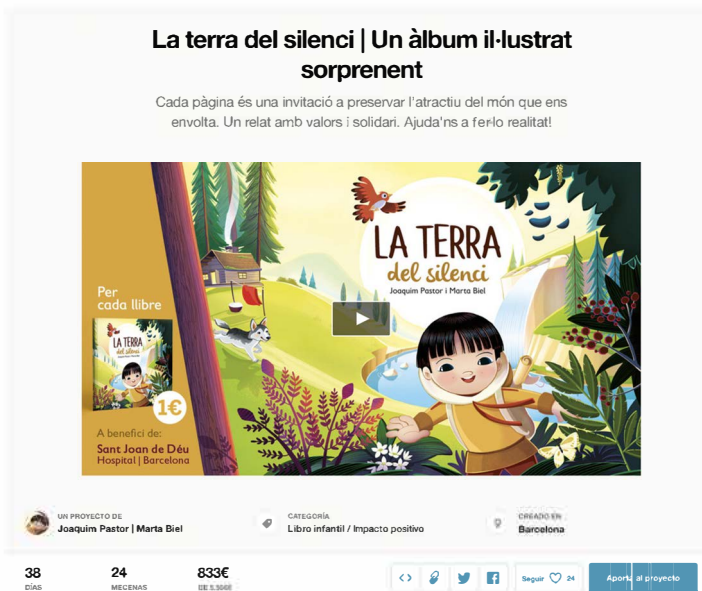 La terra del silenci | Un àlbum il·lustrat
sorprenent
Cada pàgina és una invitació a preservar l'atractiu del món que ens
envolta. Un relat amb valors i solidari. Ajuda'ns a fer-lo realitat!
LA TERRA
del silenci
Joaquim Pastor i Marta Biel
Per
cada llibre
LA TERRA
del silenci
1€
A benefici de:
Sant Joan de Déu
Hospital | Barcelona
UN PROYECTO DE
Joaquim Pastor | Marta Biel
CATEGORÍA
Libro infantil / Impacto positivo
CREADO EN
Barcelona
38
DÍAS
24
MECENAS
833€
Seguir 24
Aporta al proyecto